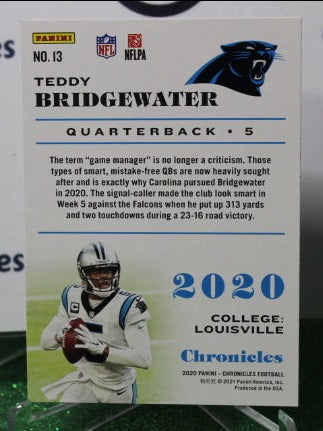 PANINI
NFL
NFLPA
NO. 13
TEDDY
BRIDGEWATER
QUARTERBACK • 5
The term "game manager" is no longer a criticism. Those
types of smart, mistake-free QBs are now heavily sought
after and is exactly why Carolina pursued Bridgewater
in 2020. The signal-caller made the club look smart in
Week 5 against the Falcons when he put up 313 yards
and two touchdowns during a 23-16 road victory.
2020
COLLEGE:
LOUISVILLE
Chronicles
2020 PANINI - CHRONICLES FOOTBALL
© 2021 Panini America, Inc.
Produced in the USA.